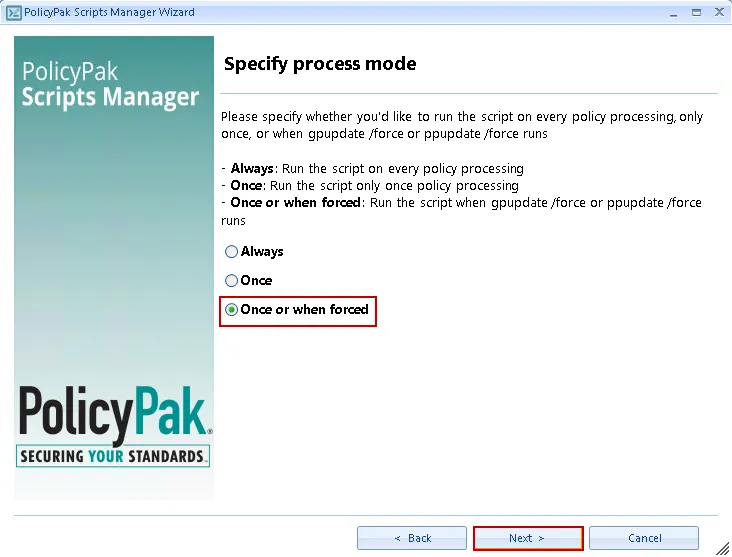 PolicyPak Scripts Manager Wizard
PolicyPak
Scripts Manager
Specify process mode
Please specify whether you'd like to run the script on every policy processing, only
once, or when gpupdate /force or ppupdate /force runs
- Always: Run the script on every policy processing
- Once: Run the script only once policy processing
- Once or when forced: Run the script when gpupdate /force or ppupdate /force
runs
Always
Once
Once or when forced
PolicyPak®
SECURING YOUR STANDARDS™
< Back
Next >
Cancel